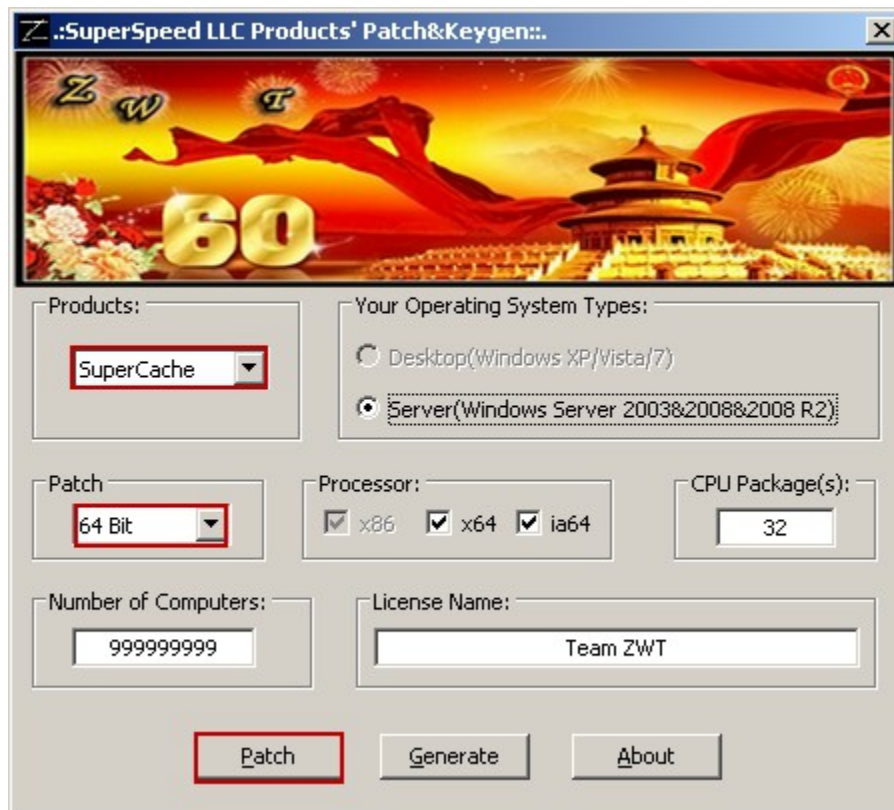 .:SuperSpeed LLC Products' Patch&Keygen::.
Z W T
60
Products:
SuperCache
Your Operating System Types:
Desktop(Windows XP/Vista/7)
Server(Windows Server 2003&2008&2008 R2)
Patch
64 Bit
Processor:
x86 x64 ia64
CPU Package(s):
32
Number of Computers:
999999999
License Name:
Team ZWT
Patch Generate About